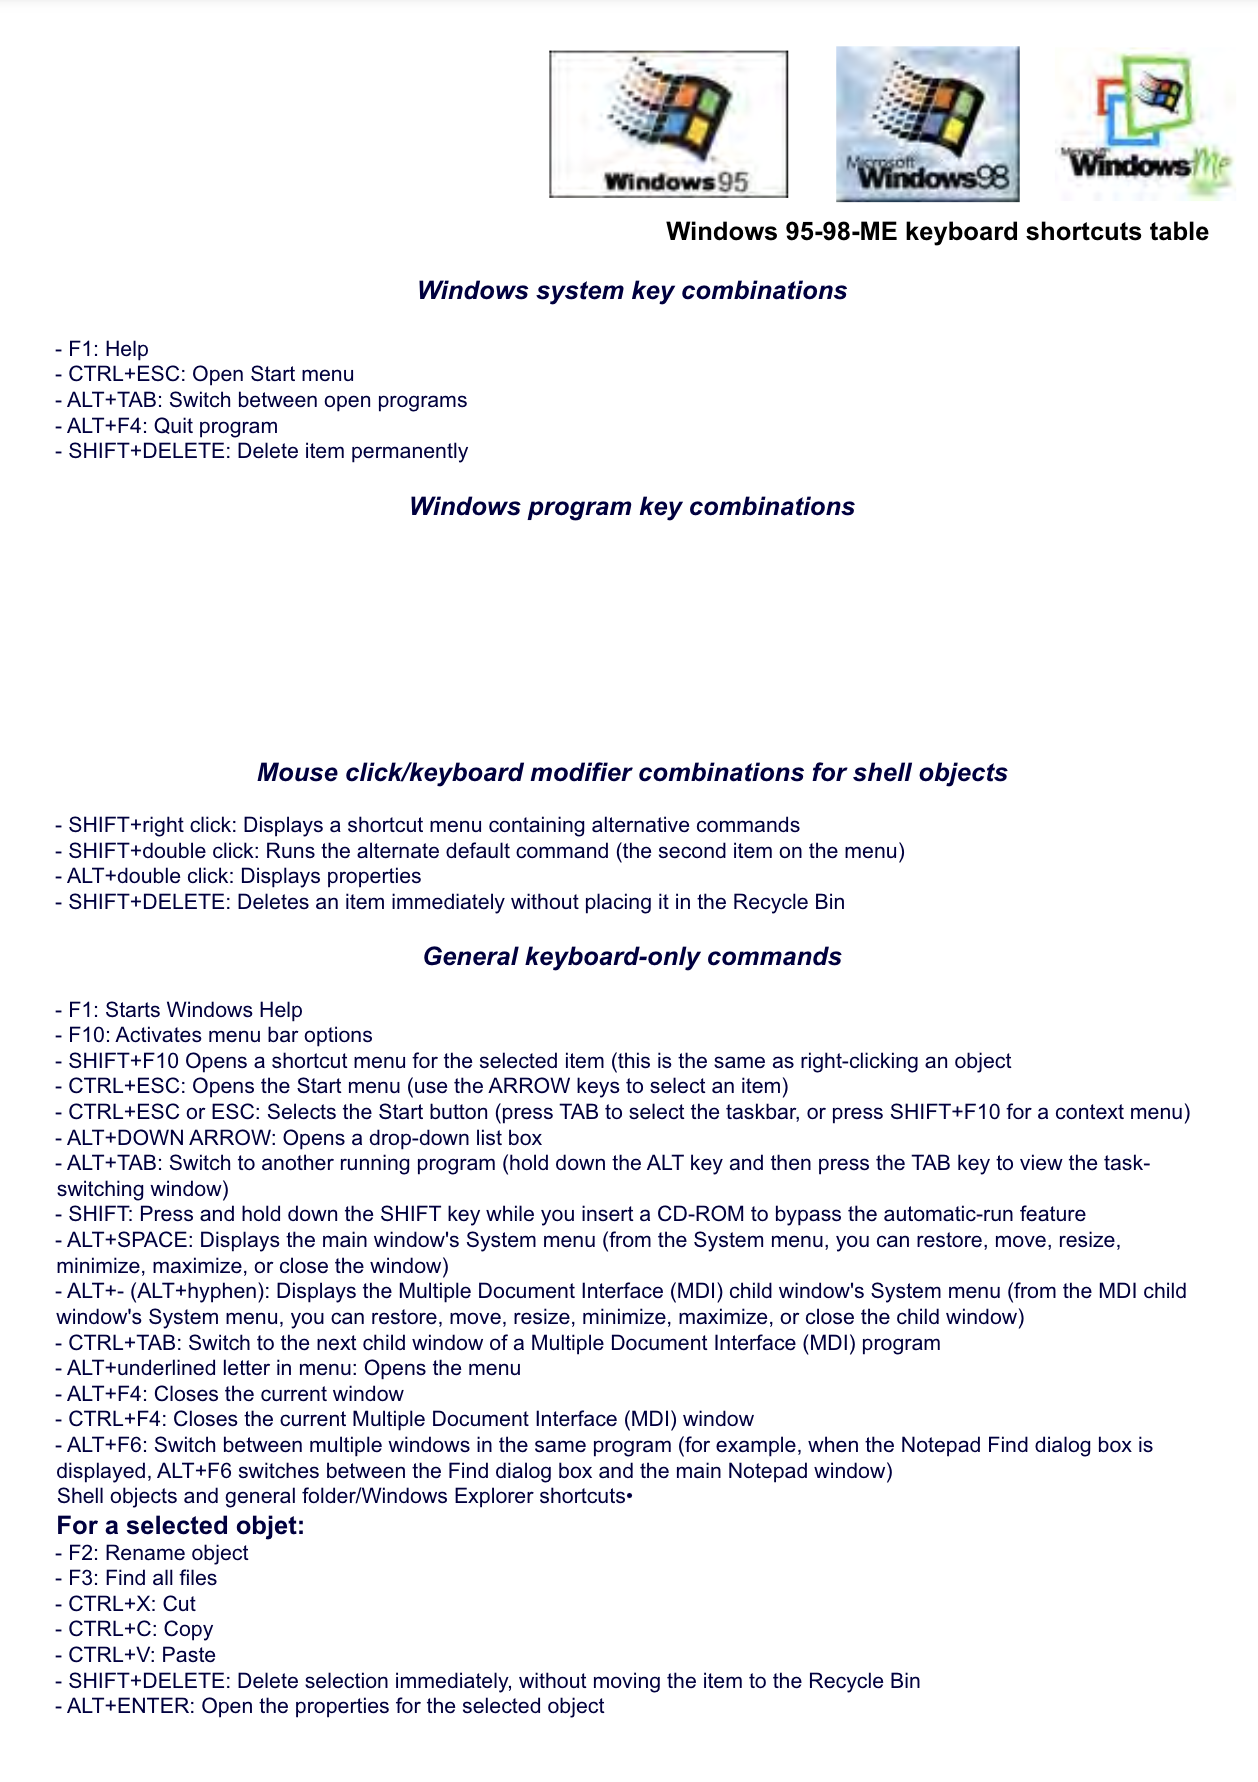 Windows 95
Microsoft
Windows 98
Microsoft
Windows Me
Windows 95-98-ME keyboard shortcuts table
Windows system key combinations
- F1: Help
- CTRL+ESC: Open Start menu
- ALT+TAB: Switch between open programs
- ALT+F4: Quit program
- SHIFT+DELETE: Delete item permanently
Windows program key combinations
Mouse click/keyboard modifier combinations for shell objects
- SHIFT+right click: Displays a shortcut menu containing alternative commands
- SHIFT+double click: Runs the alternate default command (the second item on the menu)
- ALT+double click: Displays properties
- SHIFT+DELETE: Deletes an item immediately without placing it in the Recycle Bin
General keyboard-only commands
- F1: Starts Windows Help
- F10: Activates menu bar options
- SHIFT+F10 Opens a shortcut menu for the selected item (this is the same as right-clicking an object
- CTRL+ESC: Opens the Start menu (use the ARROW keys to select an item)
- CTRL+ESC or ESC: Selects the Start button (press TAB to select the taskbar, or press SHIFT+F10 for a context menu)
- ALT+DOWN ARROW: Opens a drop-down list box
- ALT+TAB: Switch to another running program (hold down the ALT key and then press the TAB key to view the task-
switching window)
- SHIFT: Press and hold down the SHIFT key while you insert a CD-ROM to bypass the automatic-run feature
- ALT+SPACE: Displays the main window's System menu (from the System menu, you can restore, move, resize,
minimize, maximize, or close the window)
- ALT+- (ALT+hyphen): Displays the Multiple Document Interface (MDI) child window's System menu (from the MDI child
window's System menu, you can restore, move, resize, minimize, maximize, or close the child window)
- CTRL+TAB: Switch to the next child window of a Multiple Document Interface (MDI) program
- ALT+underlined letter in menu: Opens the menu
- ALT+F4: Closes the current window
- CTRL+F4: Closes the current Multiple Document Interface (MDI) window
- ALT+F6: Switch between multiple windows in the same program (for example, when the Notepad Find dialog box is
displayed, ALT+F6 switches between the Find dialog box and the main Notepad window)
Shell objects and general folder/Windows Explorer shortcuts•
For a selected objet:
- F2: Rename object
- F3: Find all files
- CTRL+X: Cut
- CTRL+C: Copy
- CTRL+V: Paste
- SHIFT+DELETE: Delete selection immediately, without moving the item to the Recycle Bin
- ALT+ENTER: Open the properties for the selected object